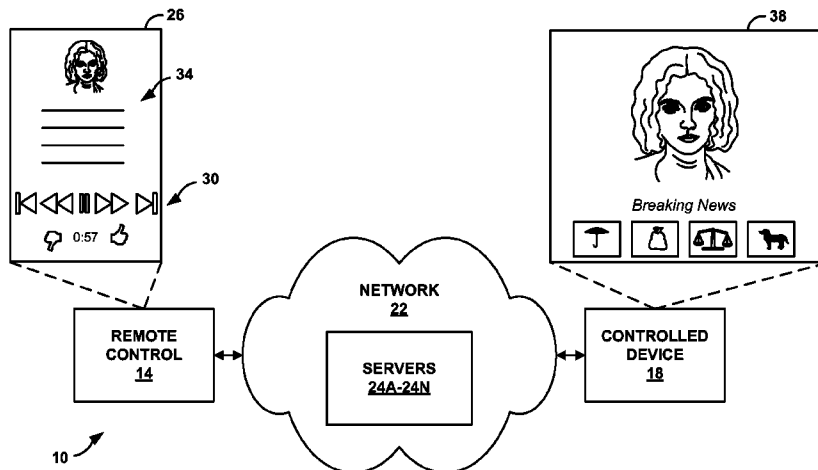 26
38
34
30
0:57
Breaking News
NETWORK
22
REMOTE
CONTROL
14
SERVERS
24A-24N
CONTROLLED
DEVICE
18
10